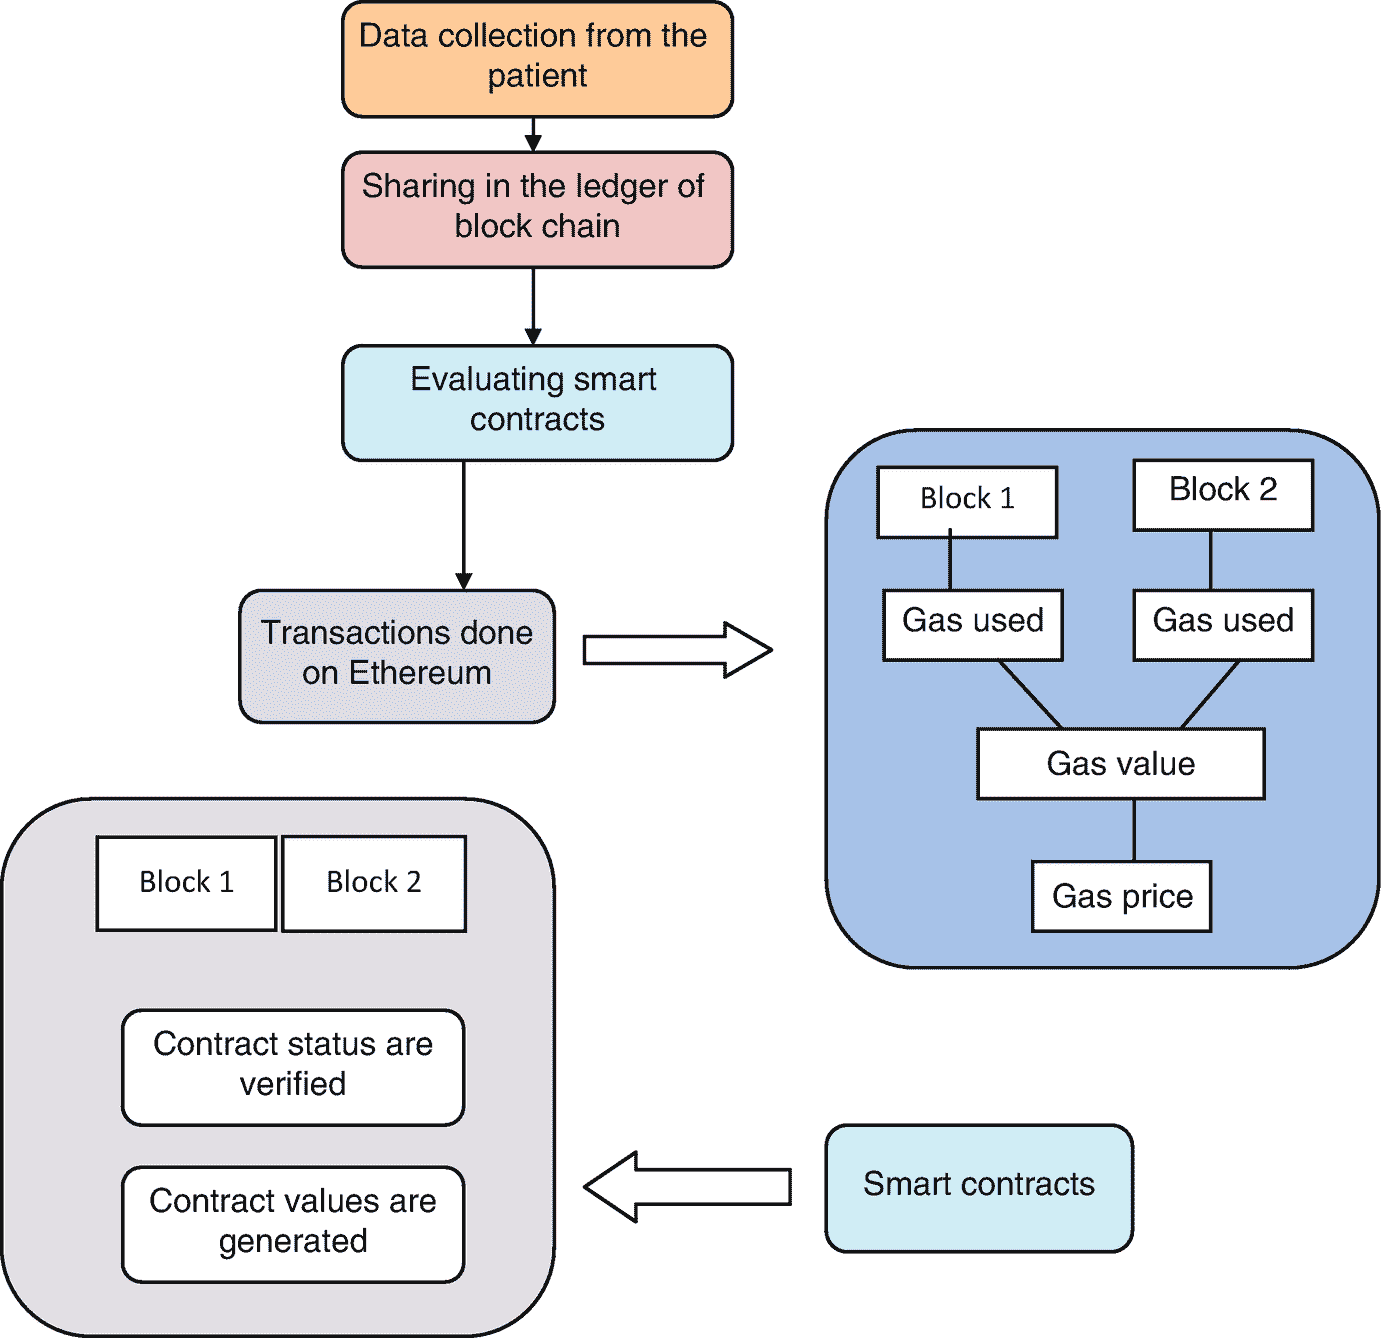 Data collection from the
patient
Sharing in the ledger of
block chain
Evaluating smart
contracts
Transactions done
on Ethereum
Block 1
Block 2
Gas used
Gas used
Gas value
Gas price
Block 1
Block 2
Contract status are
verified
Contract values are
generated
Smart contracts